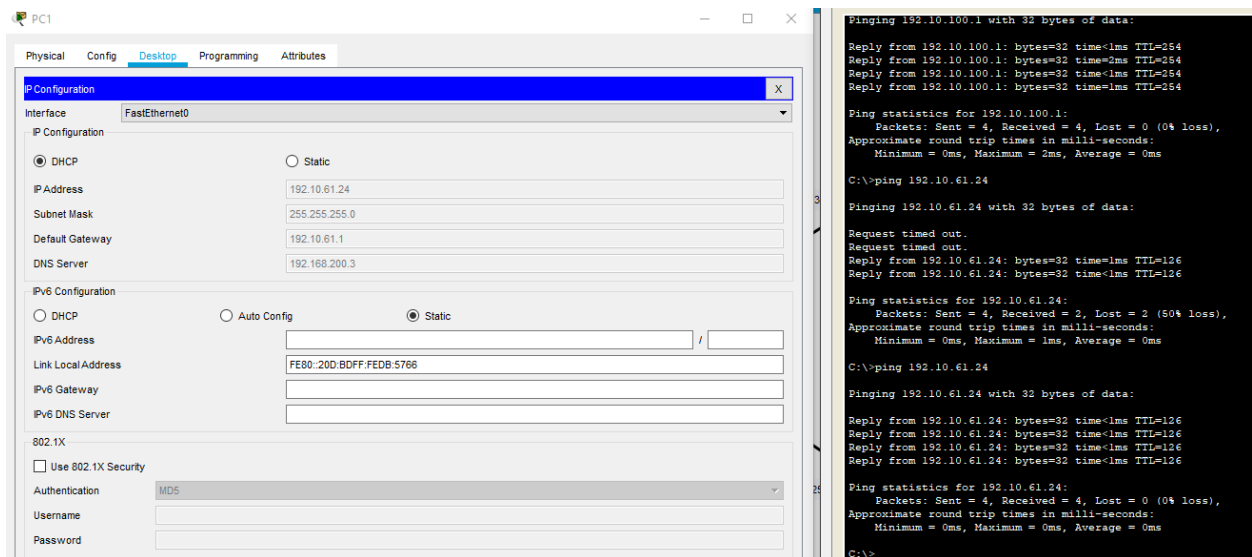 PC1
Physical Config Desktop Programming Attributes
IP Configuration X
Interface FastEthernet0
IP Configuration
DHCP Static
IP Address 192.10.61.24
Subnet Mask 255.255.255.0
Default Gateway 192.10.61.1
DNS Server 192.168.200.3
IPv6 Configuration
DHCP Auto Config Static
IPv6 Address /
Link Local Address FE80::20D:BDFF:FEDB:5766
IPv6 Gateway
IPv6 DNS Server
802.1X
Use 802.1X Security
Authentication MD5
Username
Password
3
25
Pinging 192.10.100.1 with 32 bytes of data:
Reply from 192.10.100.1: bytes=32 time<1ms TTL=254
Reply from 192.10.100.1: bytes=32 time=2ms TTL=254
Reply from 192.10.100.1: bytes=32 time<1ms TTL=254
Reply from 192.10.100.1: bytes=32 time=1ms TTL=254
Ping statistics for 192.10.100.1:
Packets: Sent = 4, Received = 4, Lost = 0 (0% loss),
Approximate round trip times in milli-seconds:
Minimum = 0ms, Maximum = 2ms, Average = 0ms
C:\>ping 192.10.61.24
Pinging 192.10.61.24 with 32 bytes of data:
Request timed out.
Request timed out.
Reply from 192.10.61.24: bytes=32 time=1ms TTL=126
Reply from 192.10.61.24: bytes=32 time<1ms TTL=126
Ping statistics for 192.10.61.24:
Packets: Sent = 4, Received = 2, Lost = 2 (50% loss),
Approximate round trip times in milli-seconds:
Minimum = 0ms, Maximum = 1ms, Average = 0ms
C:\>ping 192.10.61.24
Pinging 192.10.61.24 with 32 bytes of data:
Reply from 192.10.61.24: bytes=32 time<1ms TTL=126
Reply from 192.10.61.24: bytes=32 time<1ms TTL=126
Reply from 192.10.61.24: bytes=32 time<1ms TTL=126
Reply from 192.10.61.24: bytes=32 time<1ms TTL=126
Ping statistics for 192.10.61.24:
Packets: Sent = 4, Received = 4, Lost = 0 (0% loss),
Approximate round trip times in milli-seconds:
Minimum = 0ms, Maximum = 0ms, Average = 0ms
C:\>